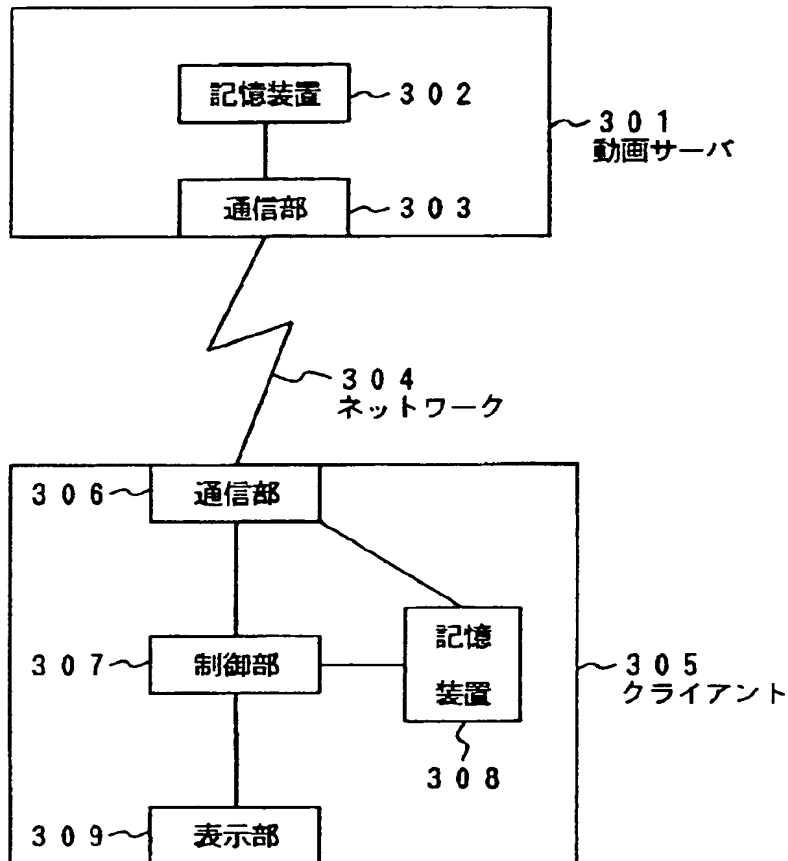 記憶装置 302
301
動画サーバ
通信部 303
304
ネットワーク
306 通信部
307 制御部
記憶
装置
308
305
クライアント
309 表示部